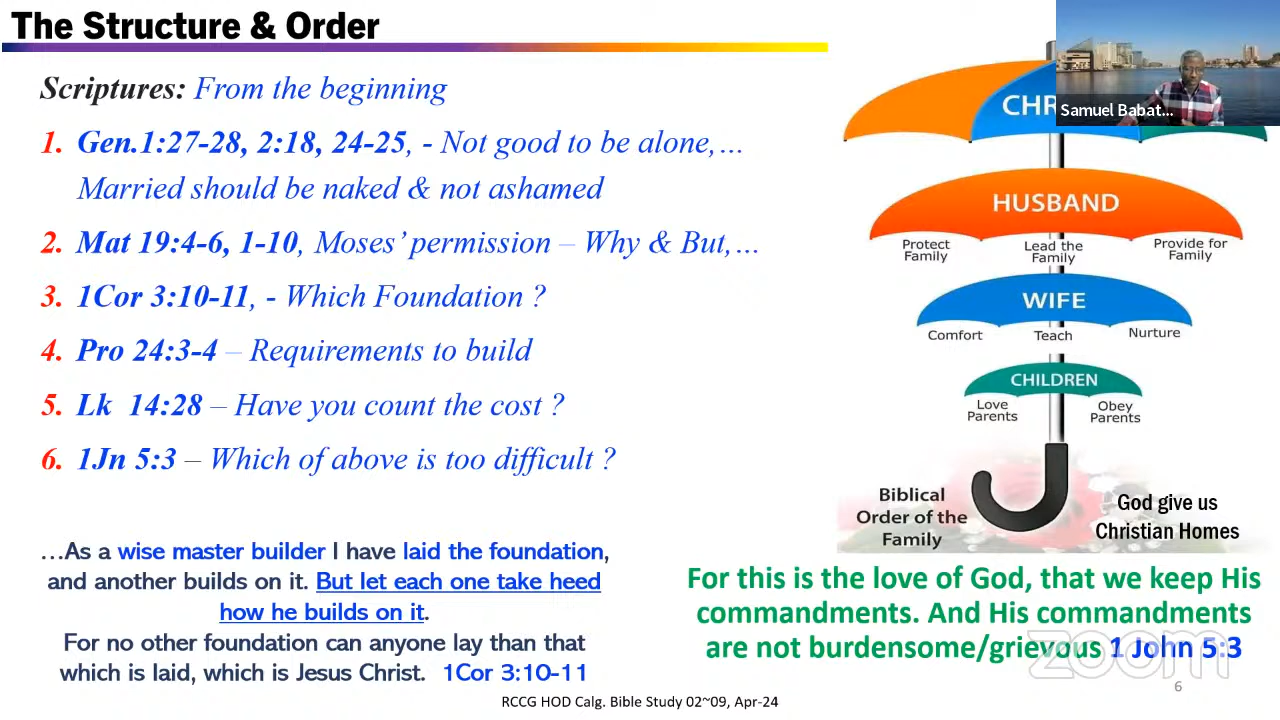 The Structure & Order
Scriptures: From the beginning
1. Gen.1:27-28, 2:18, 24-25, - Not good to be alone,…
Married should be naked & not ashamed
2. Mat 19:4-6, 1-10, Moses’ permission – Why & But,…
3. 1Cor 3:10-11, - Which Foundation ?
4. Pro 24:3-4 – Requirements to build
5. Lk 14:28 – Have you count the cost ?
6. 1Jn 5:3 – Which of above is too difficult ?
…As a wise master builder I have laid the foundation,
and another builds on it. But let each one take heed
how he builds on it.
For no other foundation can anyone lay than that
which is laid, which is Jesus Christ. 1Cor 3:10-11
Samuel Babat...
CHR
HUSBAND
Protect
Family
Lead the
Family
Provide for
Family
WIFE
Comfort
Teach
Nurture
CHILDREN
Love
Parents
Obey
Parents
Biblical
Order of the
Family
God give us
Christian Homes
For this is the love of God, that we keep His
commandments. And His commandments
are not burdensome/grievous 1 John 5:3
zoom
6
RCCG HOD Calg. Bible Study 02~09, Apr-24